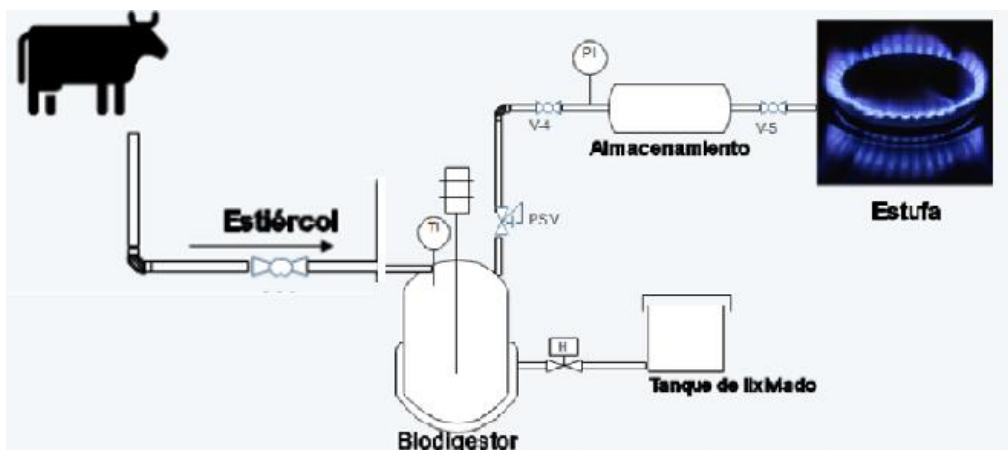 PI
V-4
V-5
Almacenamiento
Estufa
Estiércol
TI
PSV
H
Tanque de lixiviado
Biodigestor